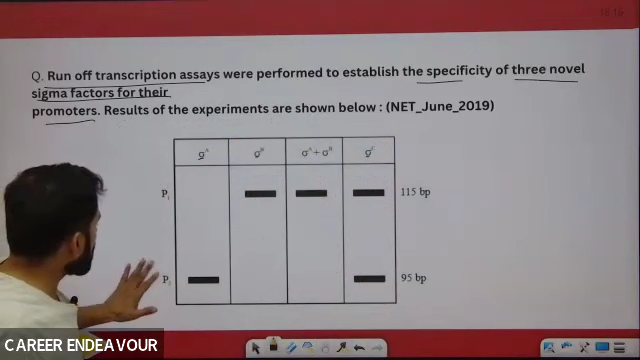 16:15
Q. Run off transcription assays were performed to establish the specificity of three novel
sigma factors for their
promoters. Results of the experiments are shown below : (NET_June_2019)
σᴬ σᴮ σᴬ + σᴮ σᶜ
P₁ 115 bp
P₂ 95 bp
CAREER ENDEAVOUR